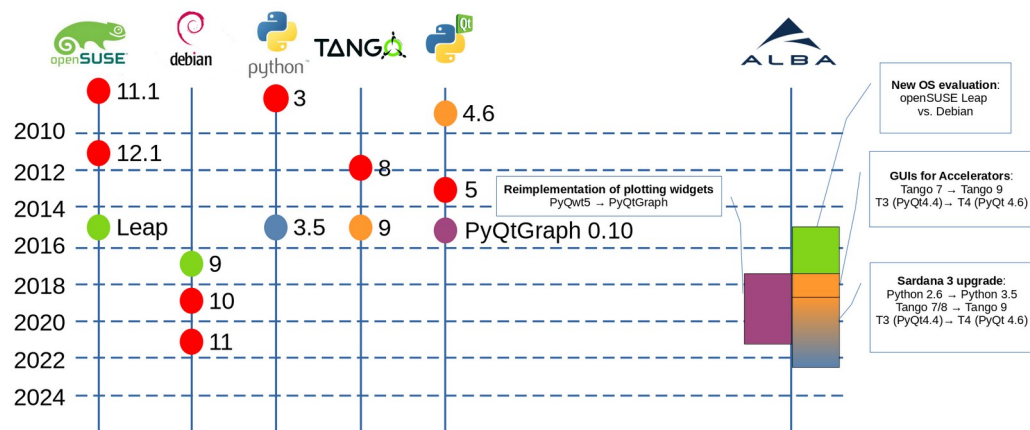 openSUSE
debian
python
TANGO
Qt
ALBA
11.1
3
4.6
2010
12.1
8
2012
5
2014
Leap
3.5
9
PyQtGraph 0.10
2016
9
2018
10
2020
11
2022
2024
Reimplementation of plotting widgets
PyQwt5 → PyQtGraph
New OS evaluation:
openSUSE Leap
vs. Debian
GUIs for Accelerators:
Tango 7 → Tango 9
T3 (PyQt4.4)→ T4 (PyQt 4.6)
Sardana 3 upgrade:
Python 2.6 → Python 3.5
Tango 7/8 → Tango 9
T3 (PyQt4.4)→ T4 (PyQt 4.6)